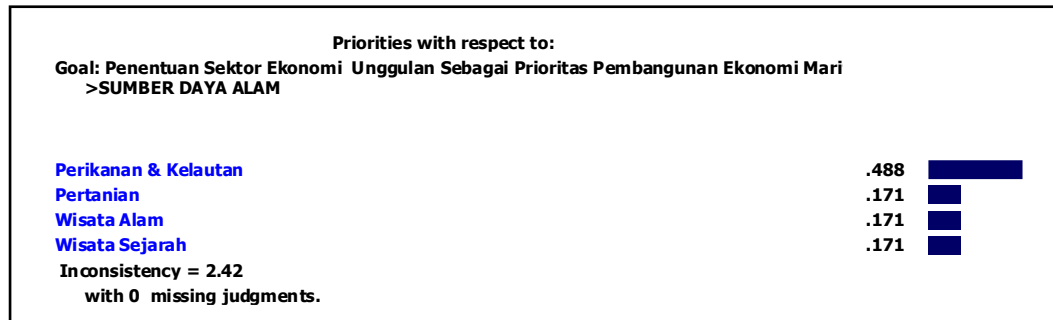 Priorities with respect to:
Goal: Penentuan Sektor Ekonomi Unggulan Sebagai Prioritas Pembangunan Ekonomi Mari
>SUMBER DAYA ALAM
Perikanan & Kelautan .488
Pertanian .171
Wisata Alam .171
Wisata Sejarah .171
Inconsistency = 2.42
with 0 missing judgments.